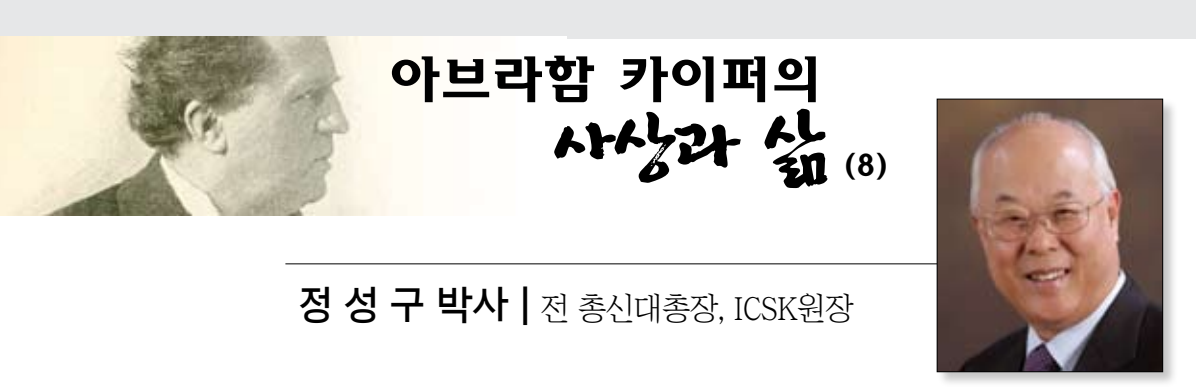 아브라함 카이퍼의
사상과 삶 (8)
정 성 구 박사 | 전 총신대총장, ICSK원장